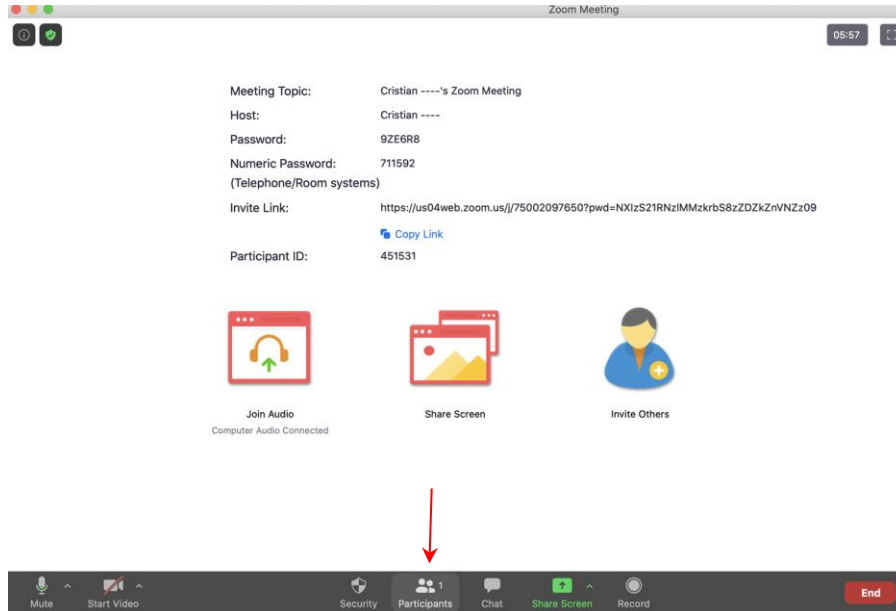 Zoom Meeting
05:57
Meeting Topic: Cristian ----'s Zoom Meeting
Host: Cristian ----
Password: 9ZE6R8
Numeric Password: 711592
(Telephone/Room systems)
Invite Link: https://us04web.zoom.us/j/75002097650?pwd=NXIzS21RNzlMMzkrbS8zZDZkZnVNZz09
Copy Link
Participant ID: 451531
Join Audio Share Screen Invite Others
Computer Audio Connected
1
Mute Start Video Security Participants Chat Share Screen Record End